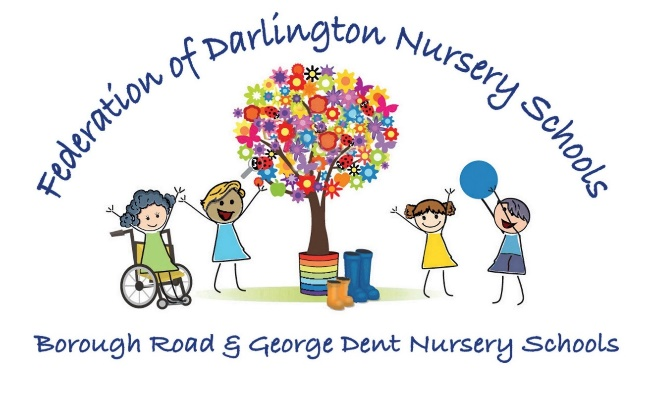 Federation of Darlington Nursery Schools
Borough Road & George Dent Nursery Schools